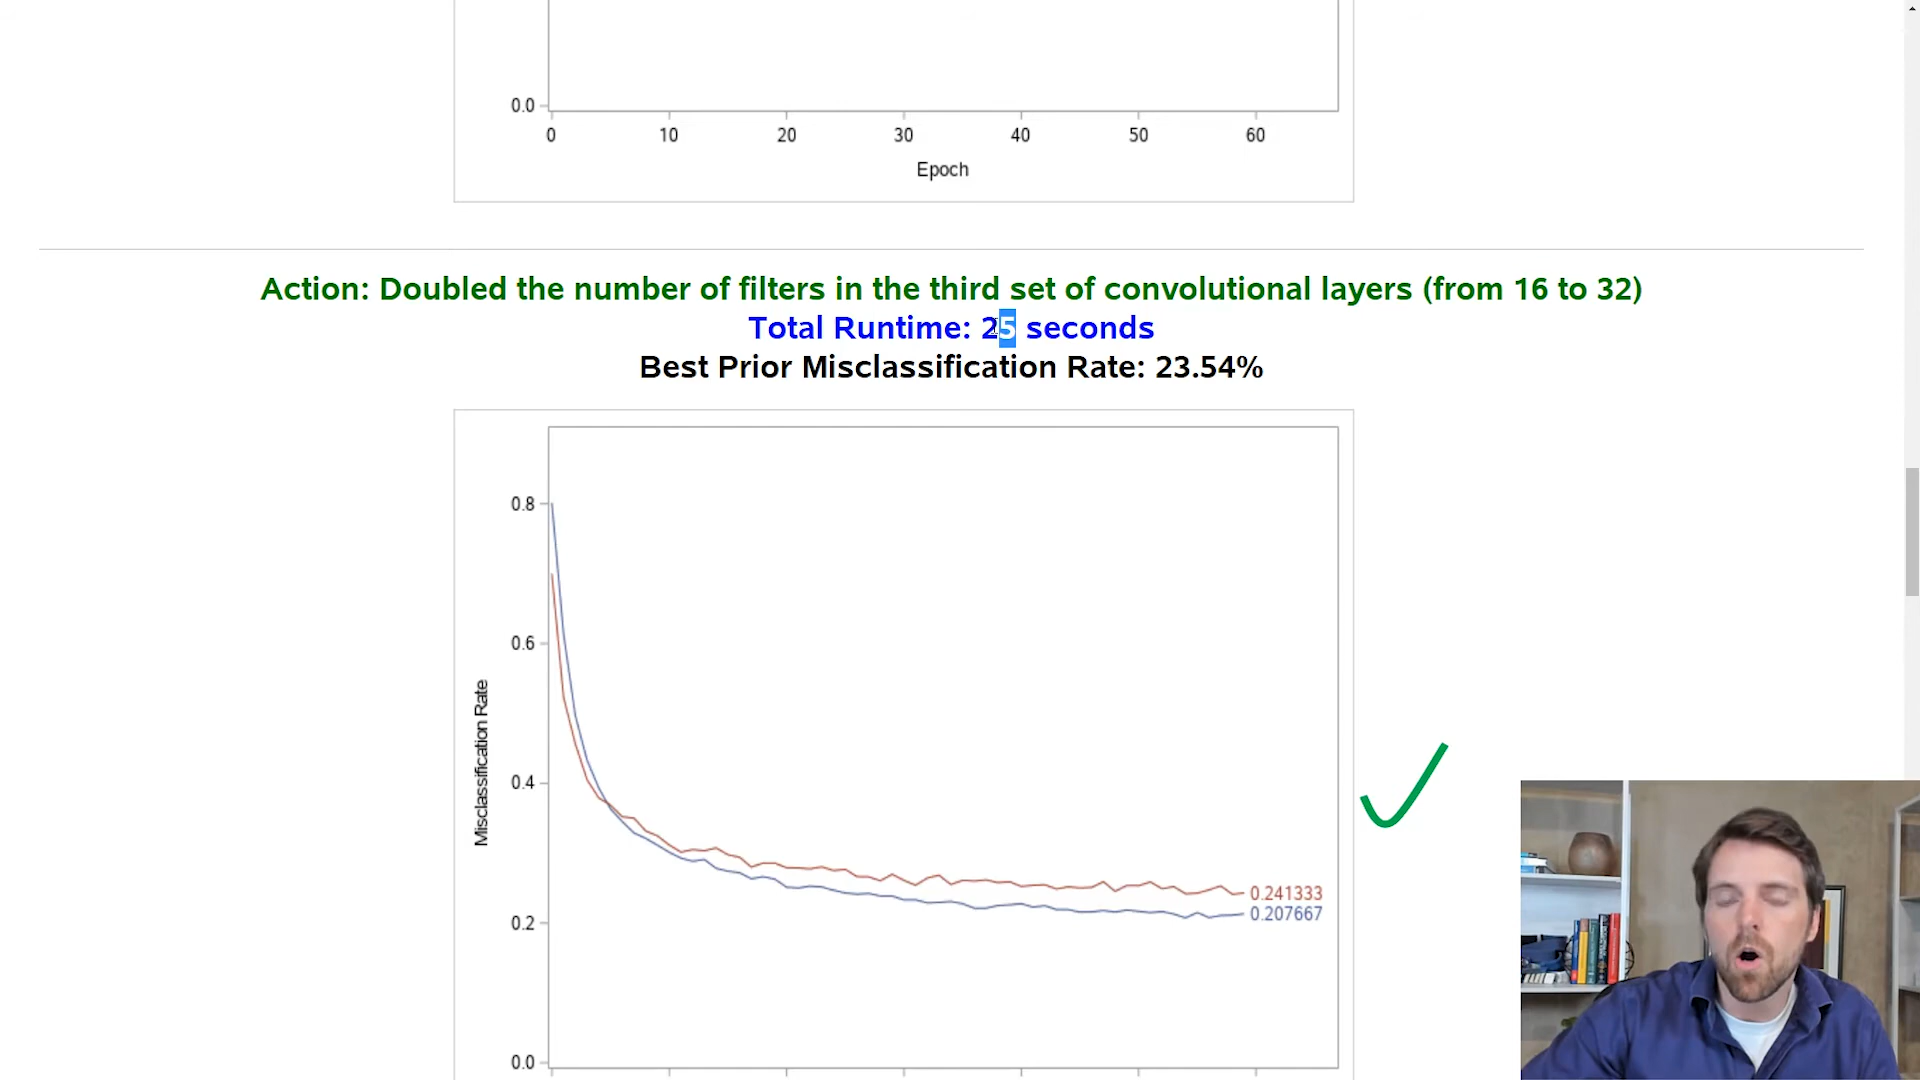 0.0
0 10 20 30 40 50 60
Epoch
Action: Doubled the number of filters in the third set of convolutional layers (from 16 to 32)
Total Runtime: 25 seconds
Best Prior Misclassification Rate: 23.54%
0.8
0.6
Misclassification Rate
0.4
0.241333
0.207667
0.2
0.0